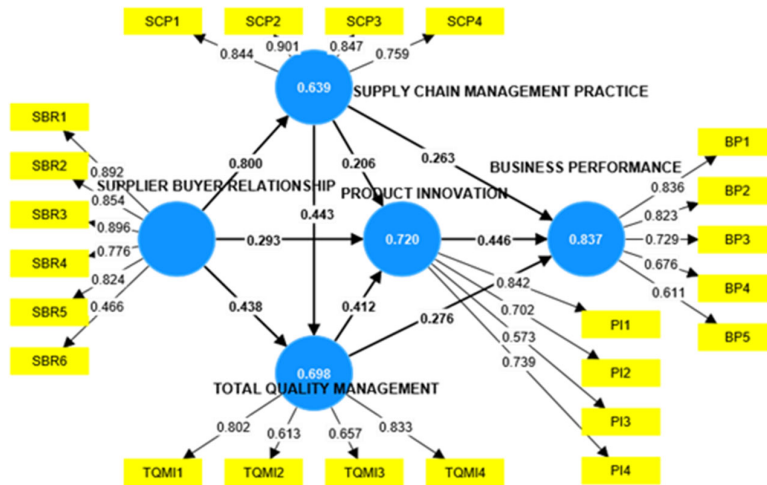 SCP1 SCP2 SCP3 SCP4
0.844 0.901 0.847 0.759
0.639
SUPPLY CHAIN MANAGEMENT PRACTICE
SBR1
SBR2
SBR3
SBR4
SBR5
SBR6
0.892
0.854
0.896
0.776
0.824
0.466
SUPPLIER BUYER RELATIONSHIP
0.800
0.206
0.263
0.443
0.293
0.438
0.412
0.446
0.276
PRODUCT INNOVATION
0.720
BUSINESS PERFORMANCE
0.837
0.836
0.823
0.729
0.676
0.611
BP1
BP2
BP3
BP4
BP5
0.842
0.702
0.573
0.739
PI1
PI2
PI3
PI4
0.698
TOTAL QUALITY MANAGEMENT
0.802 0.613 0.657 0.833
TQMI1 TQMI2 TQMI3 TQMI4